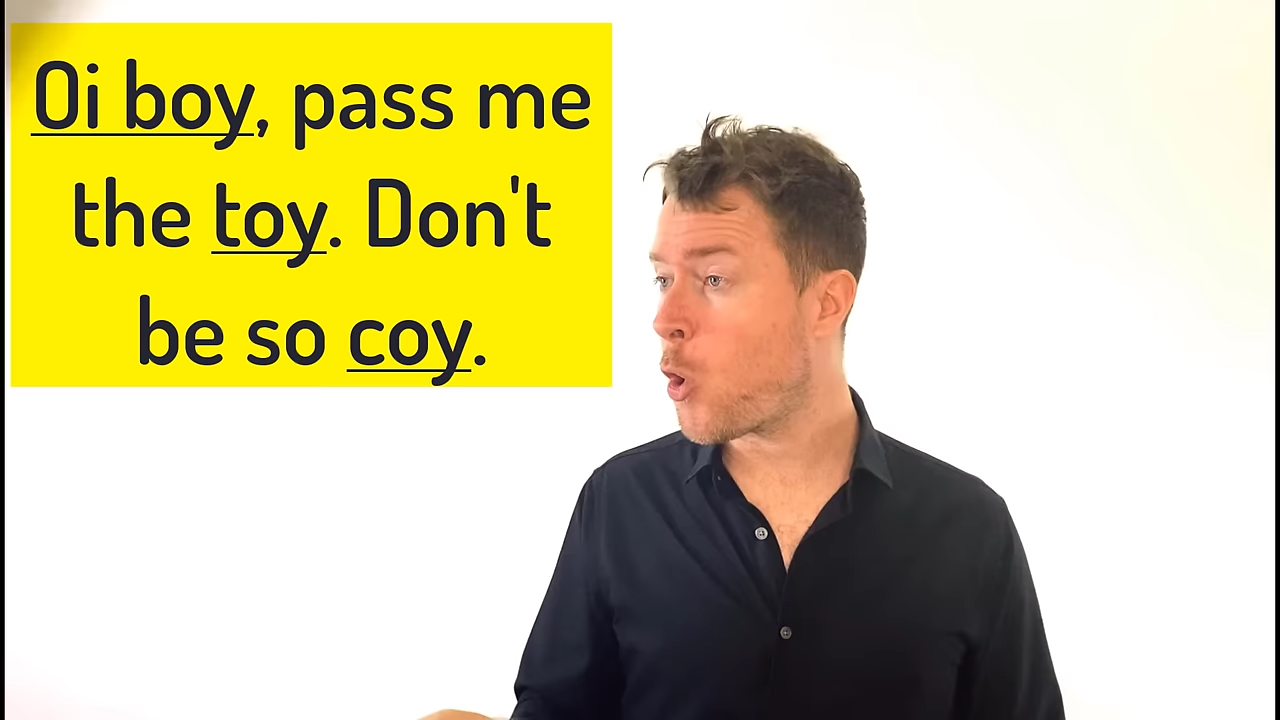 Oi boy, pass me
the toy. Don't
be so coy.